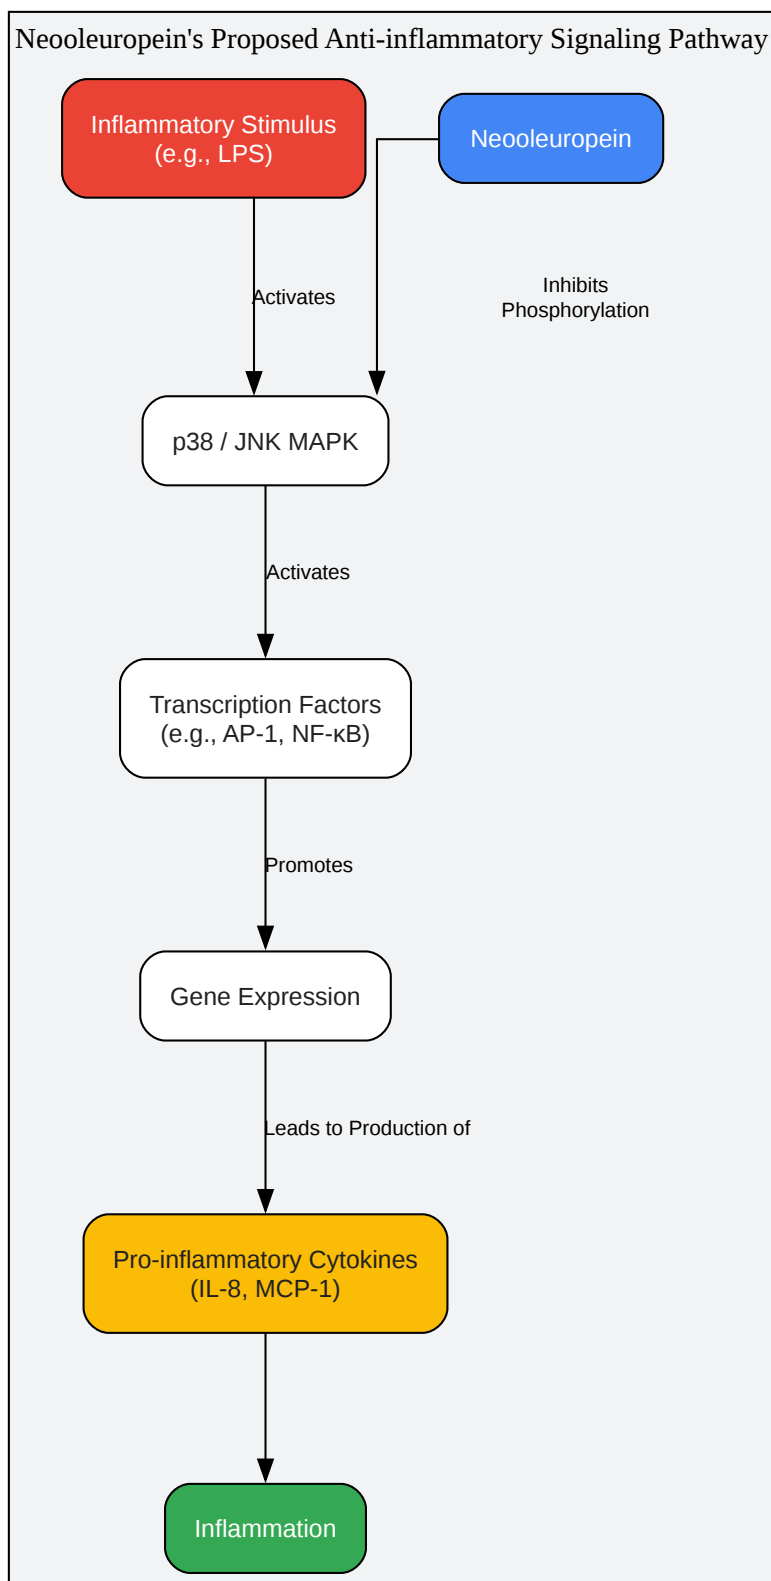 Neooleuropein's Proposed Anti-inflammatory Signaling Pathway
Inflammatory Stimulus
(e.g., LPS)
Neooleuropein
Activates
Inhibits
Phosphorylation
p38 / JNK MAPK
Activates
Transcription Factors
(e.g., AP-1, NF-κB)
Promotes
Gene Expression
Leads to Production of
Pro-inflammatory Cytokines
(IL-8, MCP-1)
Inflammation